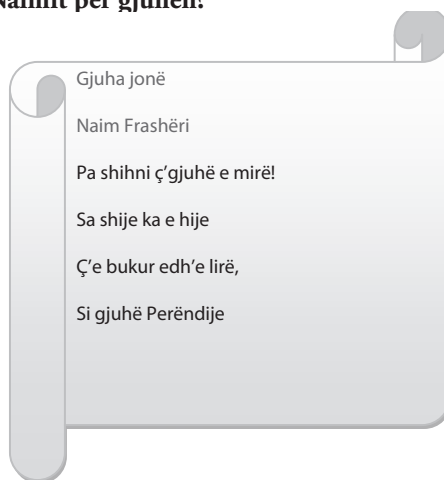 Naimit për gjuhën!
Gjuha jonë
Naim Frashëri
Pa shihni ç’gjuhë e mirë!
Sa shije ka e hije
Ç’e bukur edh’e lirë,
Si gjuhë Perëndije